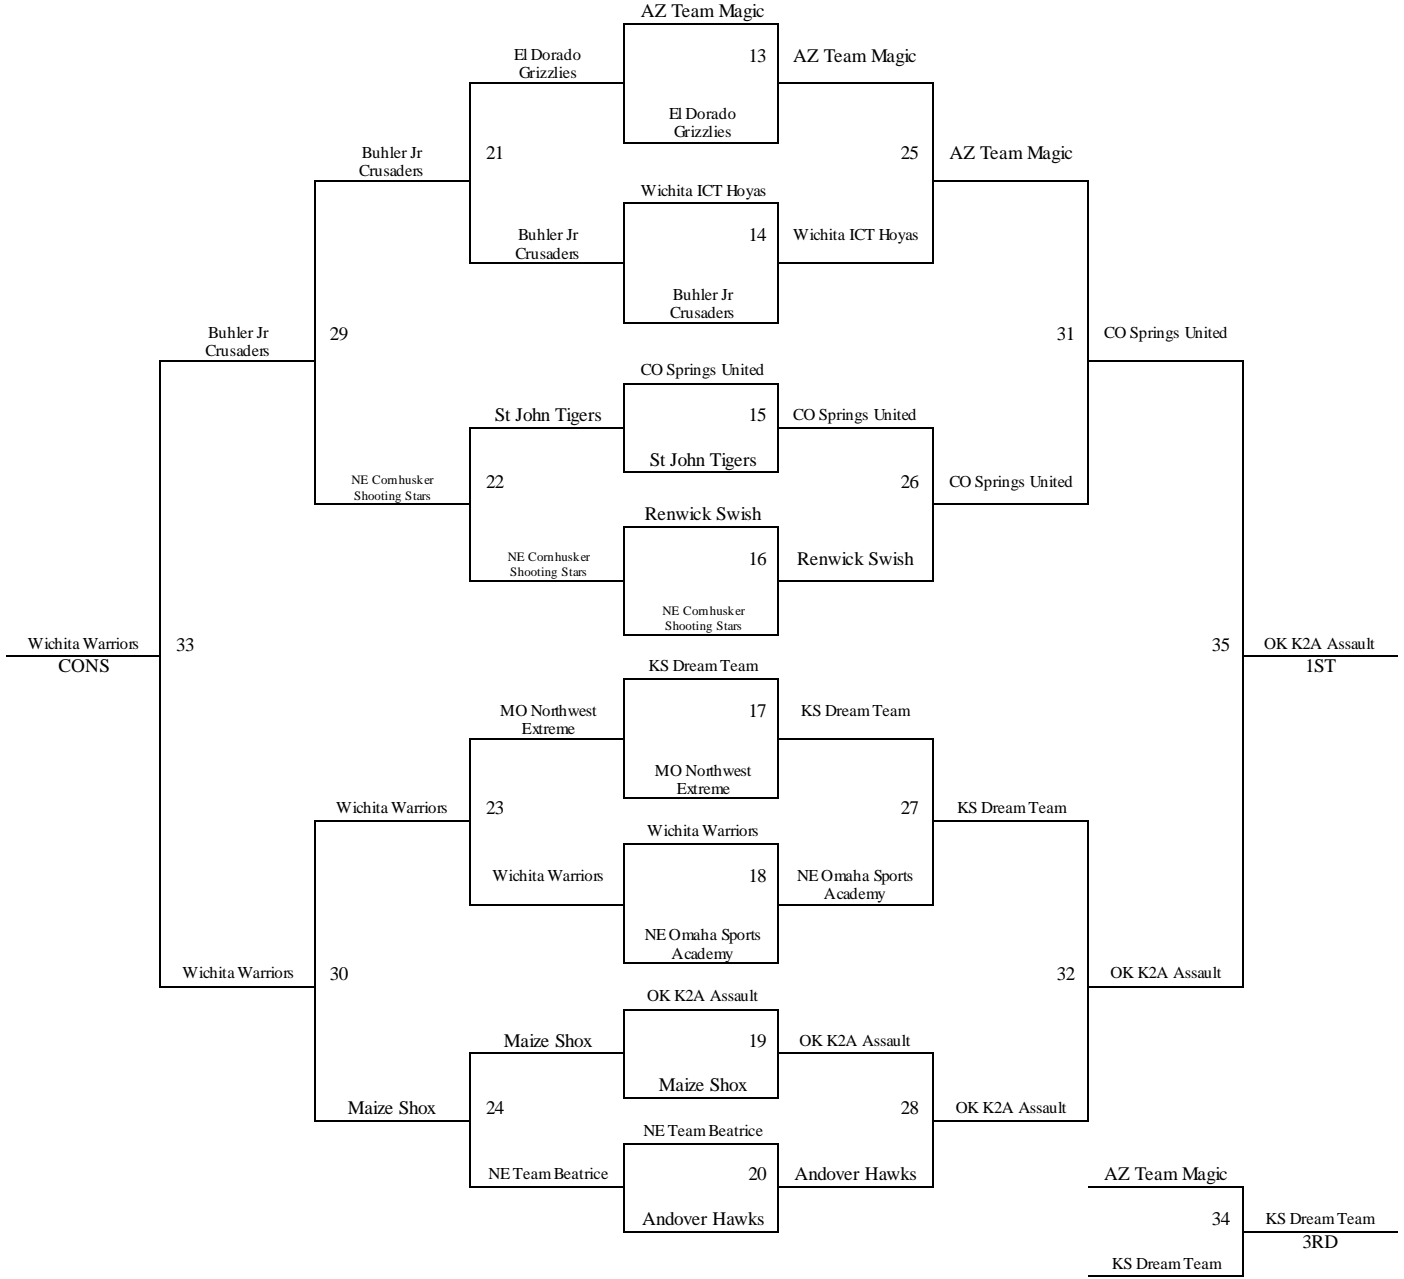 AZ Team Magic
El Dorado
Grizzlies
13
AZ Team Magic
El Dorado
Grizzlies
Buhler Jr
Crusaders
21
25
AZ Team Magic
Wichita ICT Hoyas
Buhler Jr
Crusaders
14
Wichita ICT Hoyas
Buhler Jr
Crusaders
Buhler Jr
Crusaders
29
31
CO Springs United
CO Springs United
St John Tigers
15
CO Springs United
St John Tigers
NE Cornhusker
Shooting Stars
22
26
CO Springs United
Renwick Swish
NE Cornhusker
Shooting Stars
16
Renwick Swish
NE Cornhusker
Shooting Stars
Wichita Warriors
CONS
33
35
OK K2A Assault
1ST
KS Dream Team
MO Northwest
Extreme
17
KS Dream Team
MO Northwest
Extreme
Wichita Warriors
23
27
KS Dream Team
Wichita Warriors
Wichita Warriors
18
NE Omaha Sports
Academy
NE Omaha Sports
Academy
Wichita Warriors
30
32
OK K2A Assault
OK K2A Assault
Maize Shox
19
OK K2A Assault
Maize Shox
Maize Shox
24
28
OK K2A Assault
NE Team Beatrice
NE Team Beatrice
20
Andover Hawks
Andover Hawks
AZ Team Magic
34
KS Dream Team
3RD
KS Dream Team